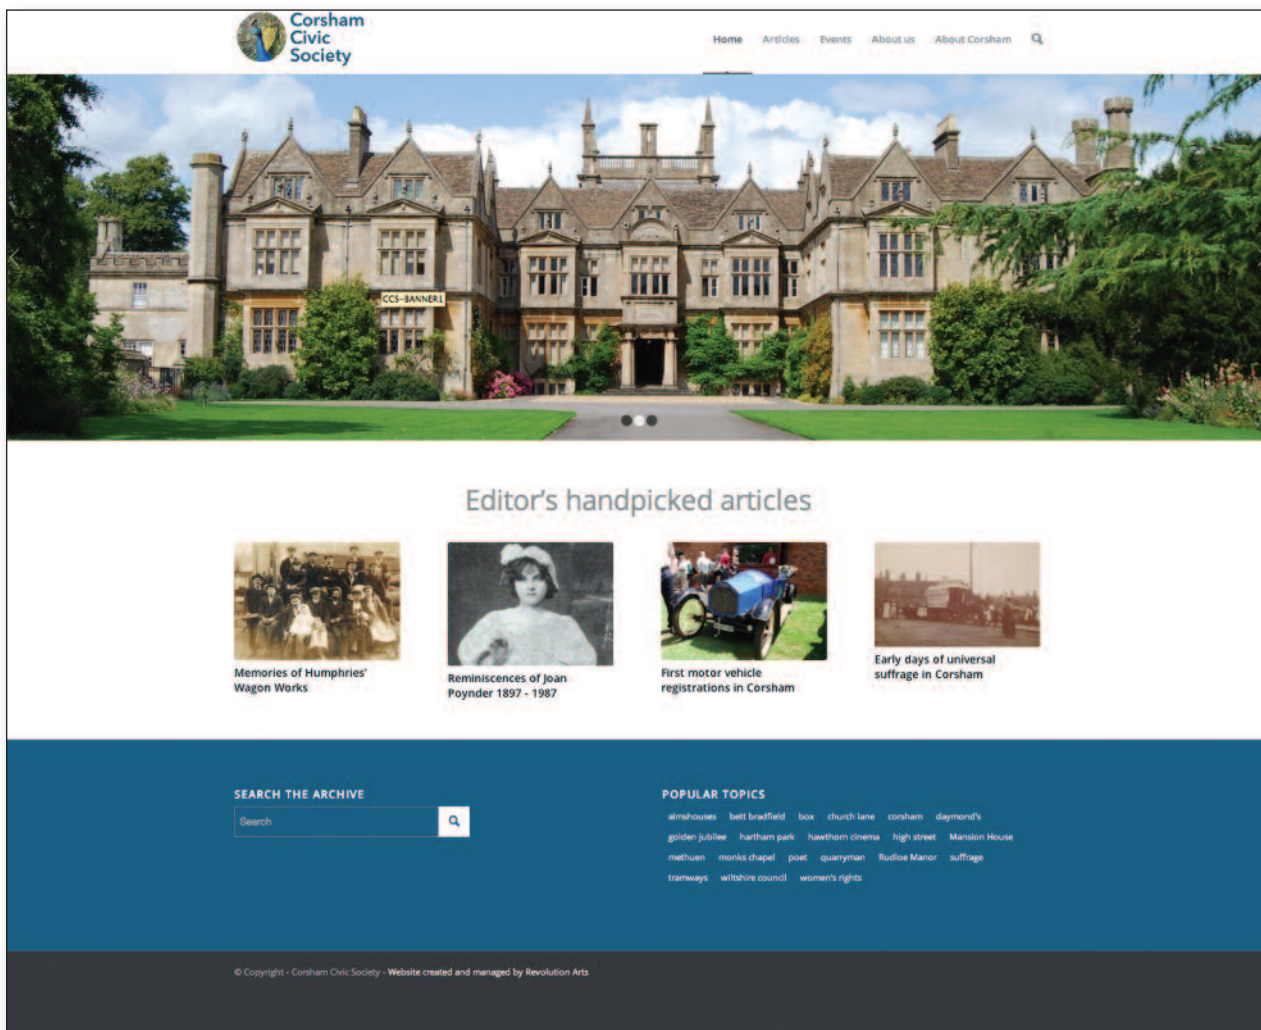 Corsham
Civic
Society
Home Articles Events About us About Corsham
CCS-BANNER1
Editor's handpicked articles
Memories of Humphries'
Wagon Works
Reminiscences of Joan
Poynder 1897 - 1987
First motor vehicle
registrations in Corsham
Early days of universal
suffrage in Corsham
SEARCH THE ARCHIVE
Search
POPULAR TOPICS
almshouses bett bradfield box church lane corsham daymond's
golden jubilee hartham park hawthorn cinema high street Mansion House
methuen monks chapel poet quarryman Rudloe Manor suffrage
tramways wiltshire council women's rights
© Copyright - Corsham Civic Society - Website created and managed by Revolution Arts